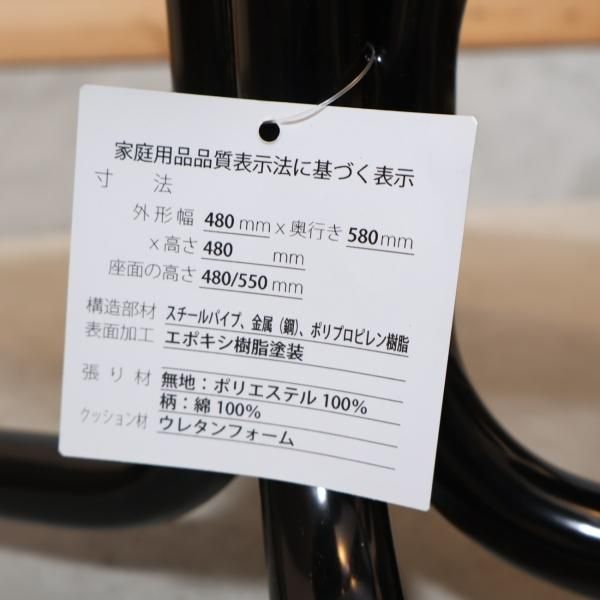 家庭用品品質表示法に基づく表示
寸　法
外形幅 480 mm x 奥行き 580 mm
x 高さ 480 mm
座面の高さ 480/550 mm
構造部材 スチールパイプ、金属（鋼）、ポリプロピレン樹脂
表面加工 エポキシ樹脂塗装
張り材 無地：ポリエステル 100%
柄：綿 100%
クッション材 ウレタンフォーム